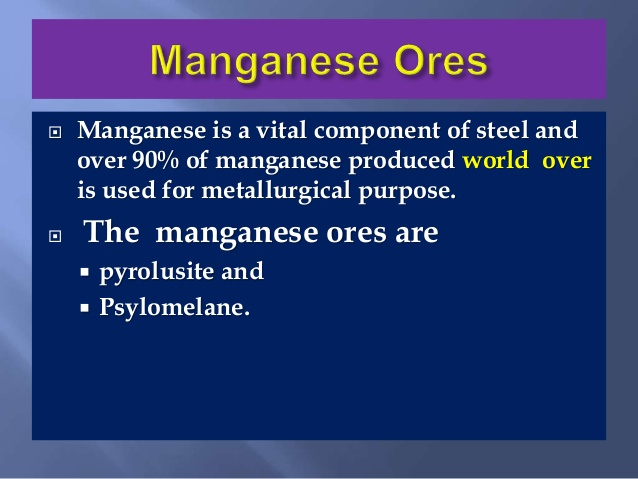 Manganese Ores
Manganese is a vital component of steel and
over 90% of manganese produced world over
is used for metallurgical purpose.
The manganese ores are
pyrolusite and
Psylomelane.